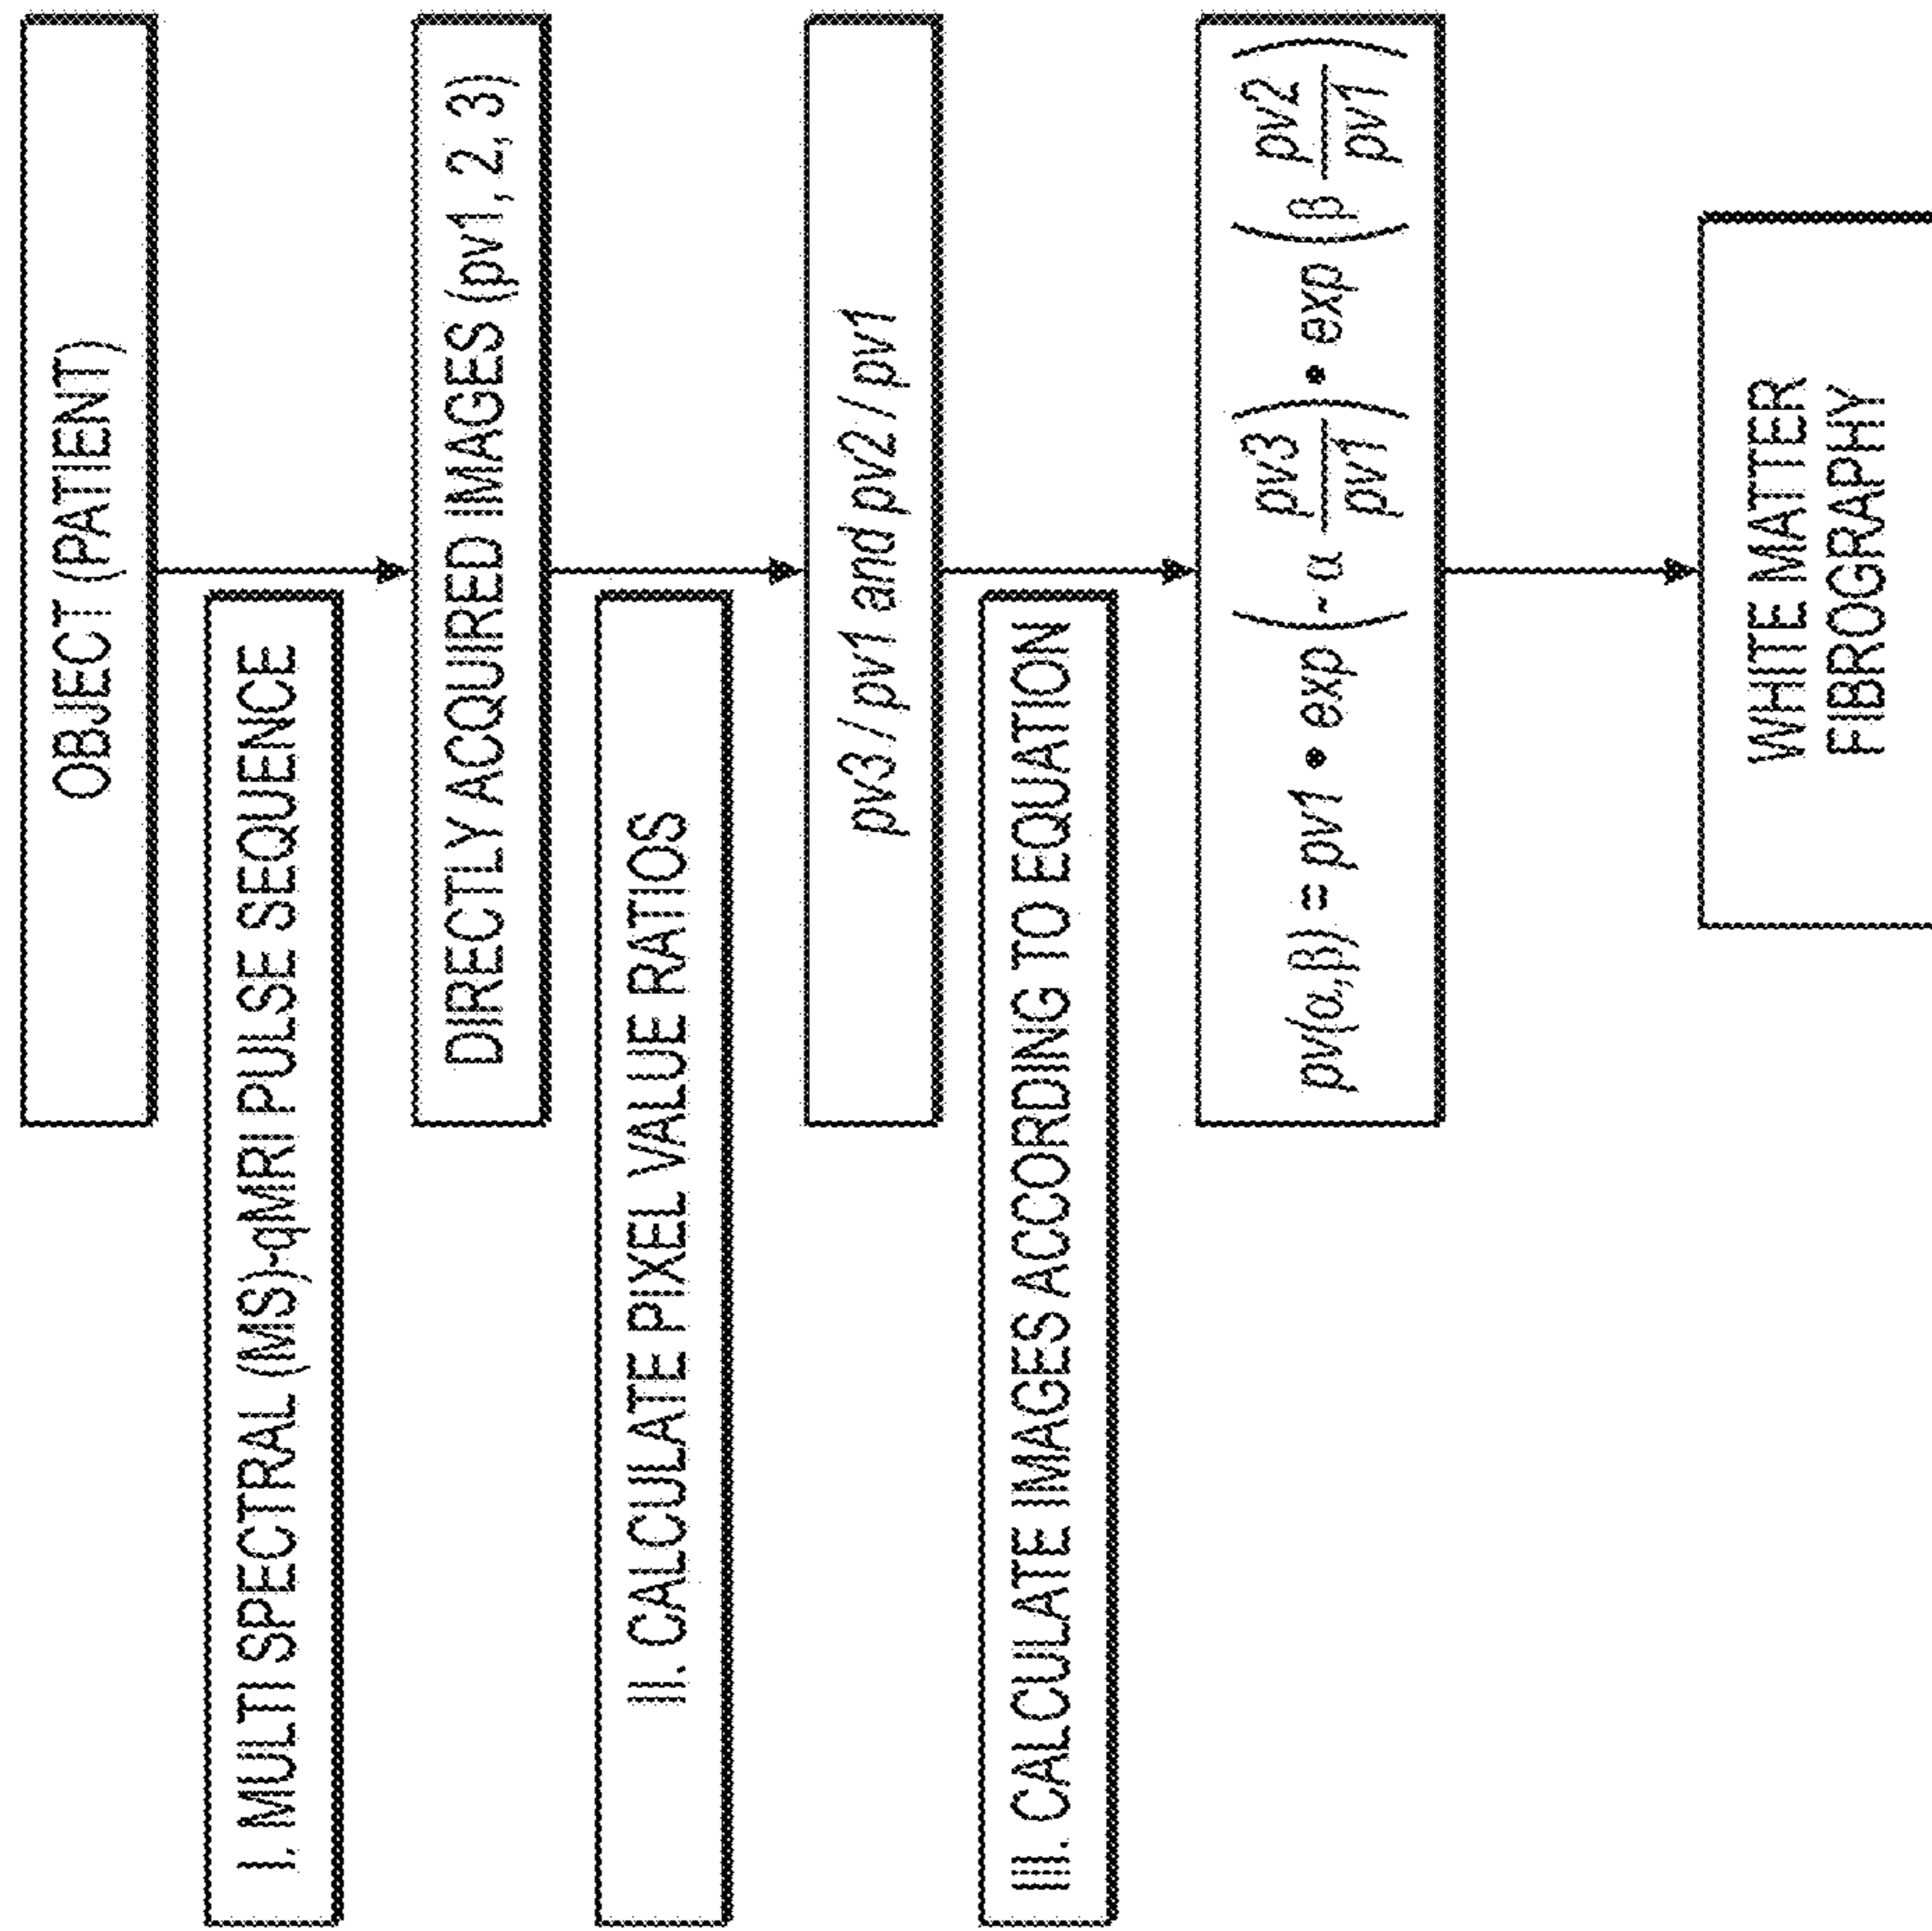 OBJECT (PATIENT)
I. MULTI SPECTRAL (MS)-qMRI PULSE SEQUENCE
DIRECTLY ACQUIRED IMAGES (pv1, 2, 3)
II. CALCULATE PIXEL VALUE RATIOS
pv3 / pv1 and pv2 / pv1
III. CALCULATE IMAGES ACCORDING TO EQUATION
pv(α,β) = pv1 • exp (-α pv3/pv1) • exp (β pv2/pv1)
WHITE MATTER
FIBROGRAPHY